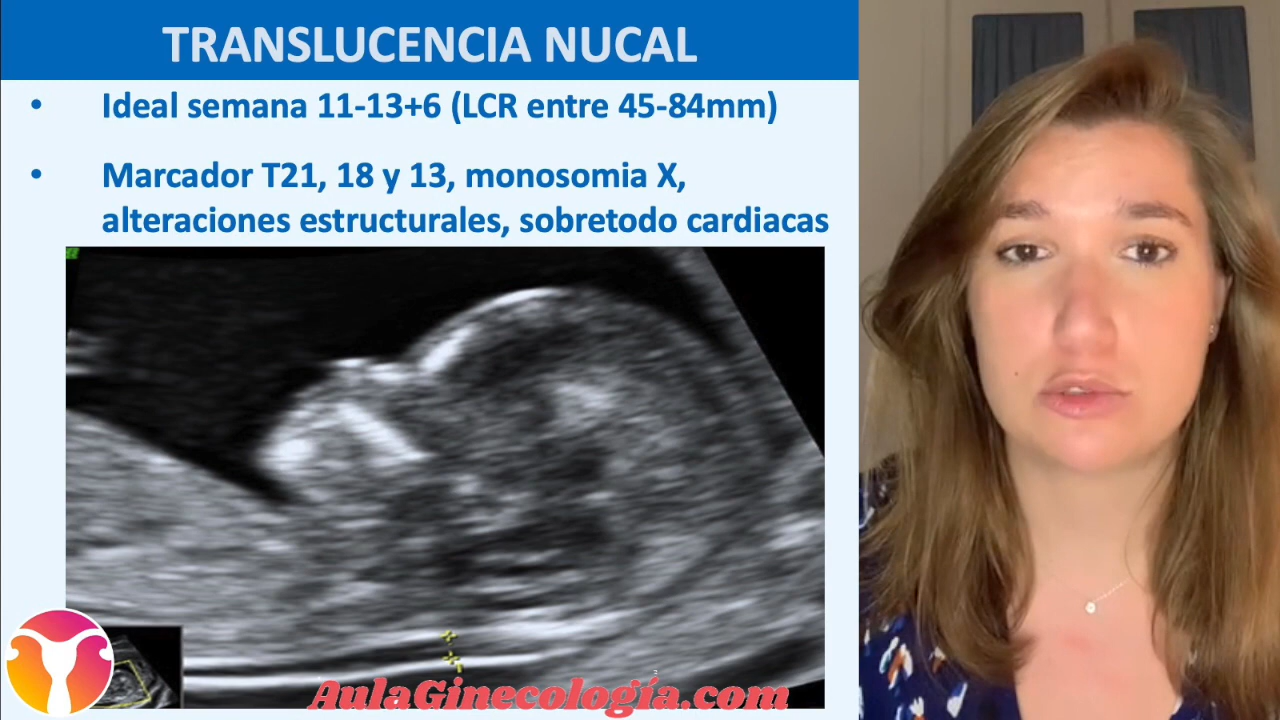 TRANSLUCENCIA NUCAL
• Ideal semana 11-13+6 (LCR entre 45-84mm)
• Marcador T21, 18 y 13, monosomia X,
alteraciones estructurales, sobretodo cardiacas
AulaGinecología.com